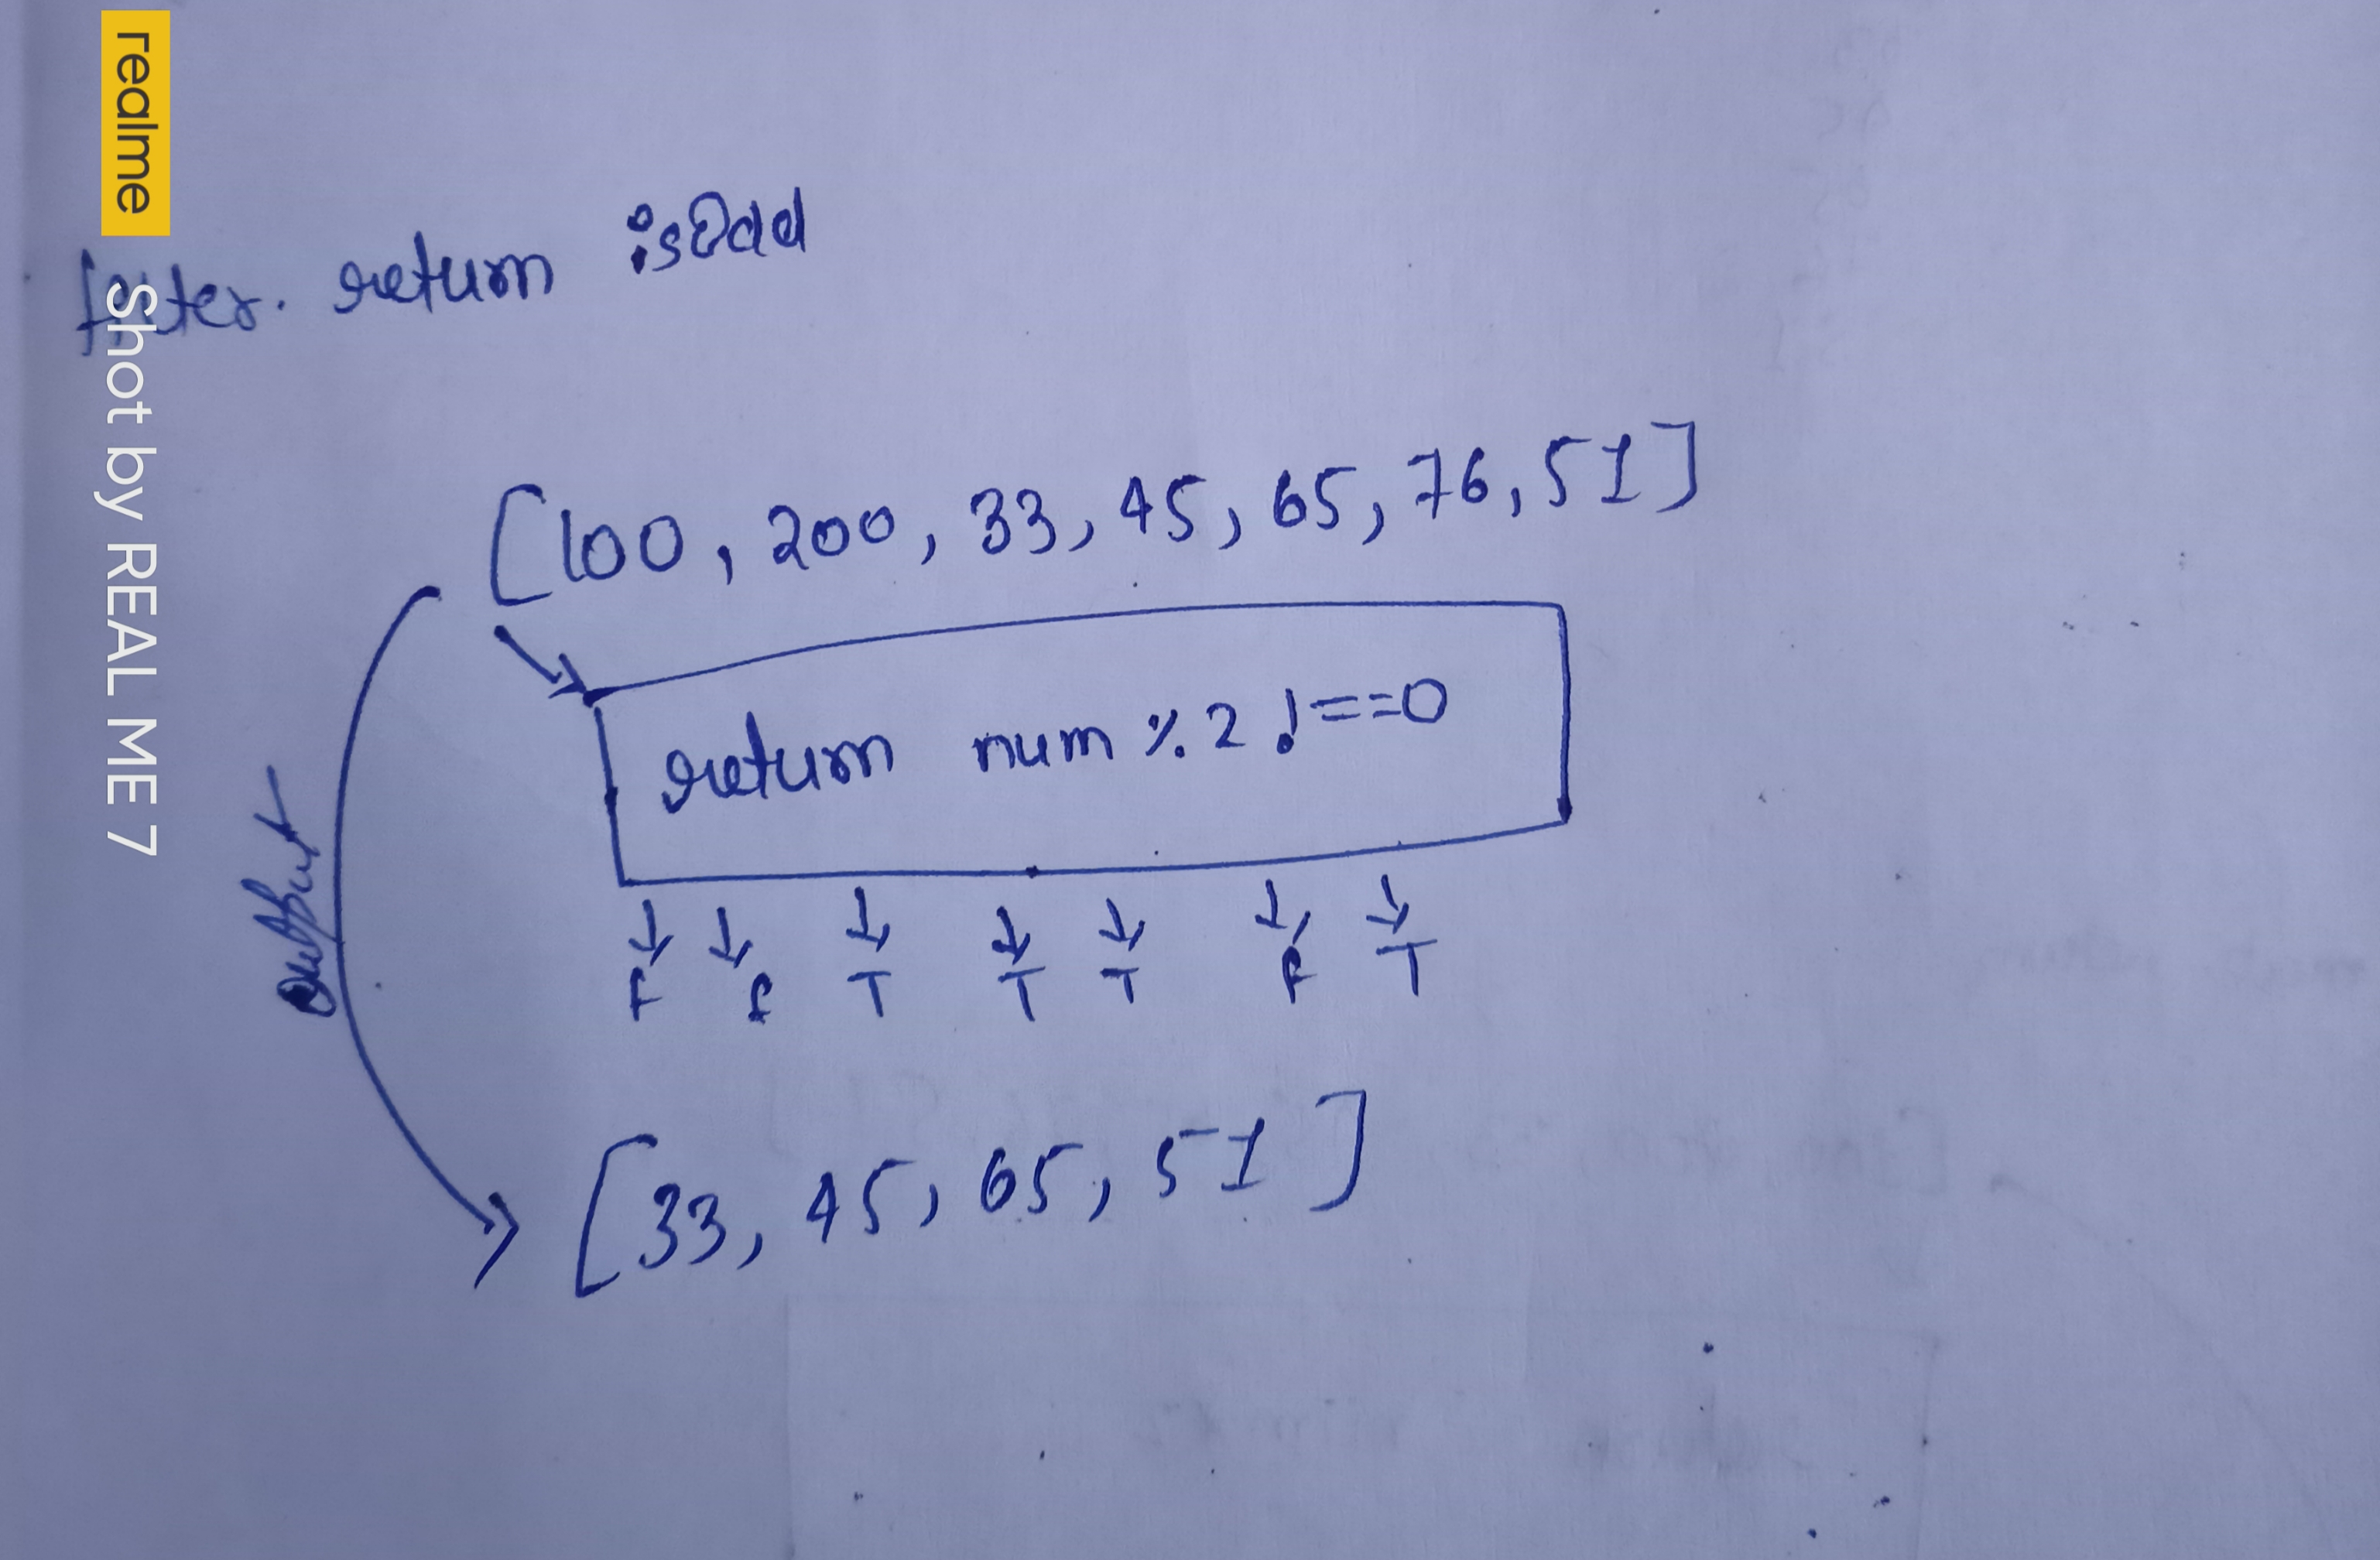 realme
Shot by REAL ME 7
filter. return isOdd
[100, 200, 33, 45, 65, 76, 51]
return num % 2 !==0
F F T T T F T
output
[33, 45, 65, 51]